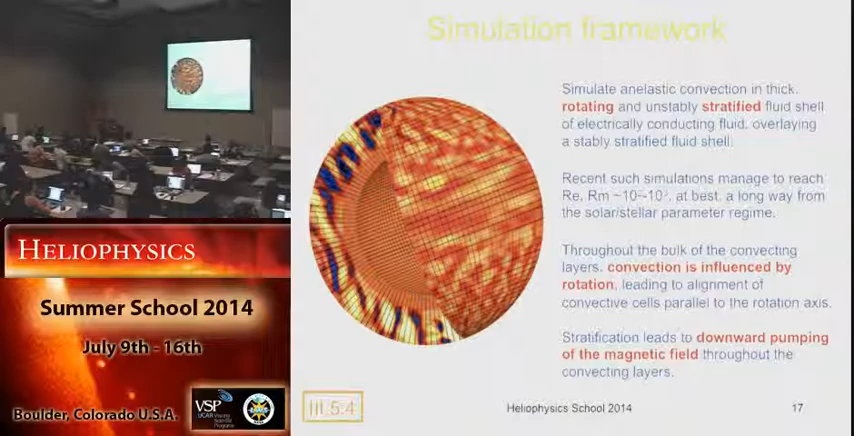 Simulation framework
Simulate anelastic convection in thick,
rotating and unstably stratified fluid shell
of electrically conducting fluid, overlaying
a stably stratified fluid shell.
Recent such simulations manage to reach
Re, Rm at best, a long way from
the solar/stellar parameter regime.
Throughout the bulk of the convecting
layers, convection is influenced by
rotation, leading to alignment of
convective cells parallel to the rotation axis.
Stratification leads to downward pumping
of the magnetic field throughout the
convecting layers.
III.5.4
Heliophysics School 2014
17
HELIOPHYSICS
Summer School 2014
July 9th - 16th
Boulder, Colorado U.S.A.
VSP
UCAR Visiting
Scientist
Programs